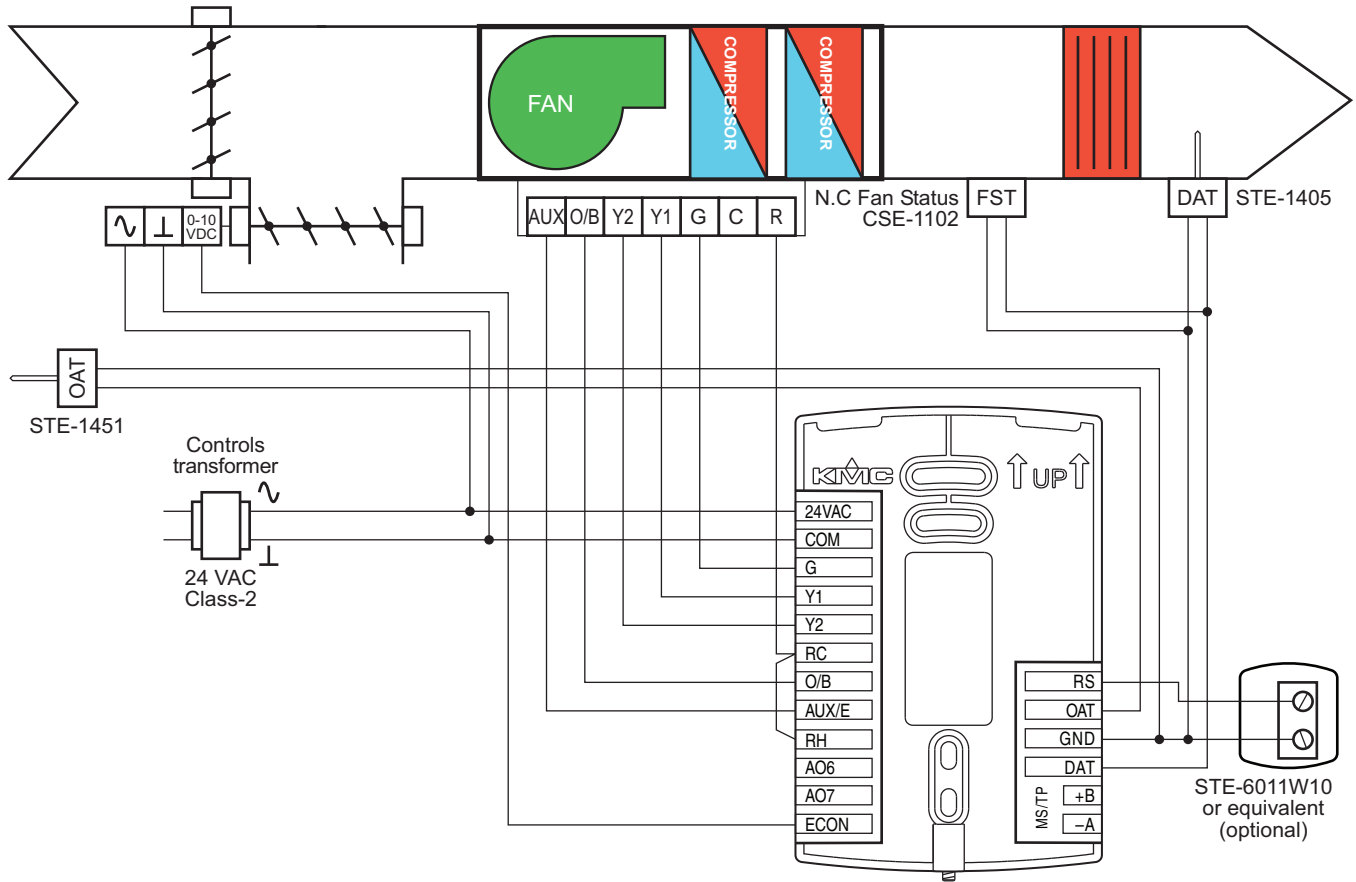 FAN
COMPRESSOR
COMPRESSOR
0-10
VDC
AUX O/B Y2 Y1 G C R
N.C Fan Status
CSE-1102
FST
DAT
STE-1405
OAT
STE-1451
Controls
transformer
24 VAC
Class-2
KMC
UP
24VAC
COM
G
Y1
Y2
RC
O/B
AUX/E
RH
AO6
AO7
ECON
RS
OAT
GND
DAT
MS/TP
+B
–A
STE-6011W10
or equivalent
(optional)